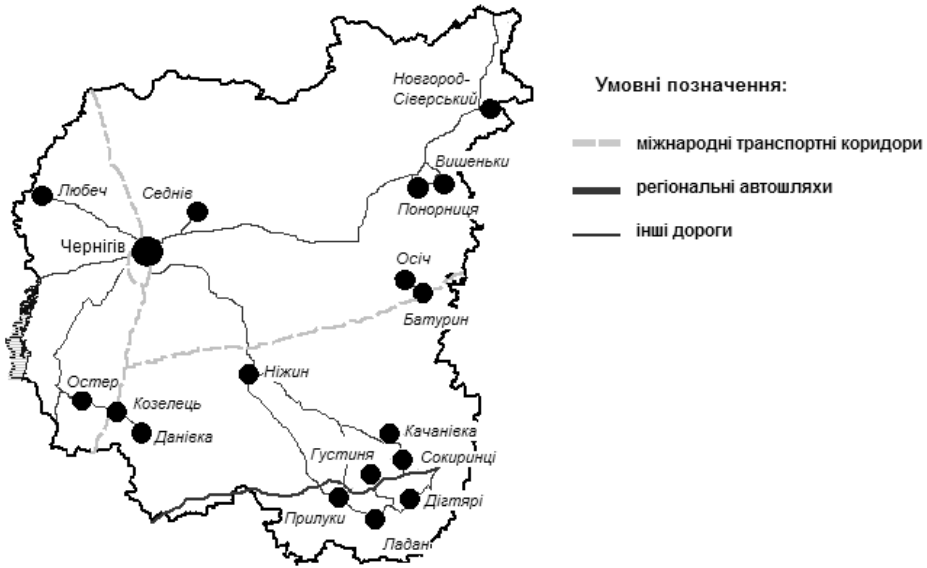 Новгород-
Сіверський
Умовні позначення:
міжнародні транспортні коридори
Вишеньки
Любеч
Седнів
регіональні автошляхи
Понорниця
інші дороги
Чернігів
Осіч
Батурин
Ніжин
Остер
Козелець
Данівка
Качанівка
Густиня
Сокиринці
Дігтярі
Прилуки
Ладан